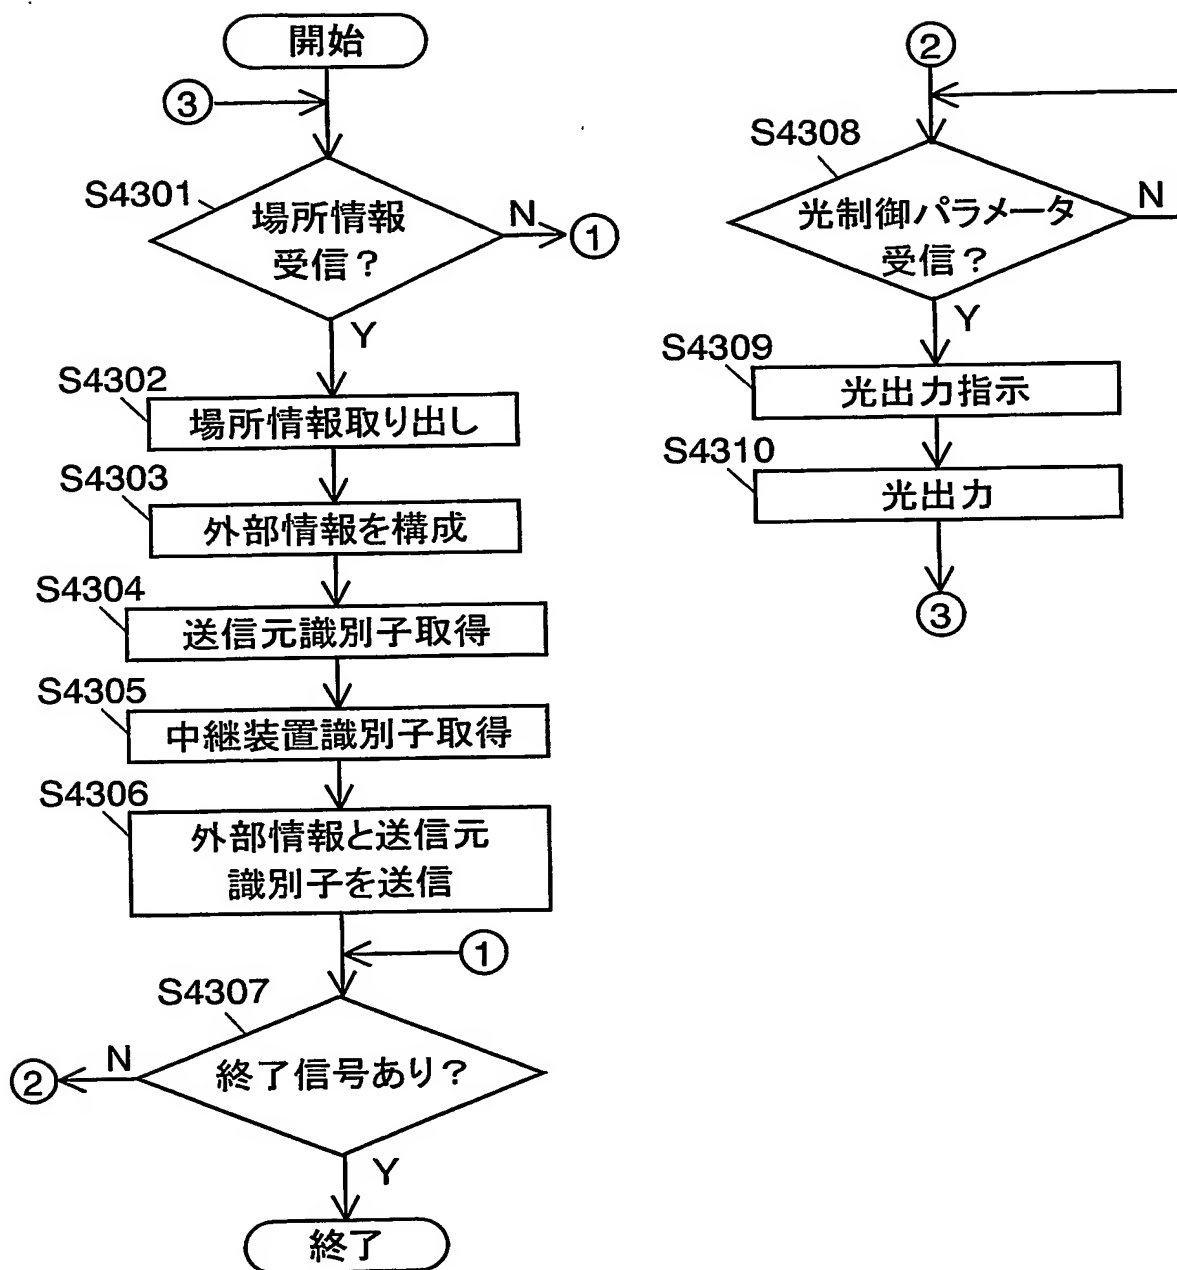 開始
③
S4301
場所情報
受信？
N
①
Y
S4302
場所情報取り出し
S4303
外部情報を構成
S4304
送信元識別子取得
S4305
中継装置識別子取得
S4306
外部情報と送信元
識別子を送信
①
S4307
終了信号あり？
N
②
Y
終了
②
S4308
光制御パラメータ
受信？
N
Y
S4309
光出力指示
S4310
光出力
③